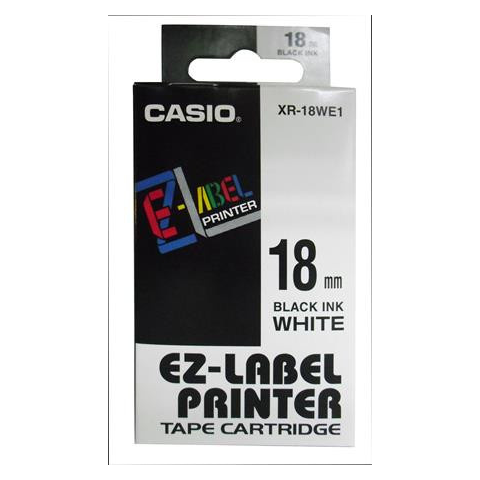 18 mm
BLACK INK
CASIO®
XR-18WE1
EZ-LABEL
PRINTER
18 mm
BLACK INK
WHITE
EZ-LABEL
PRINTER
TAPE CARTRIDGE